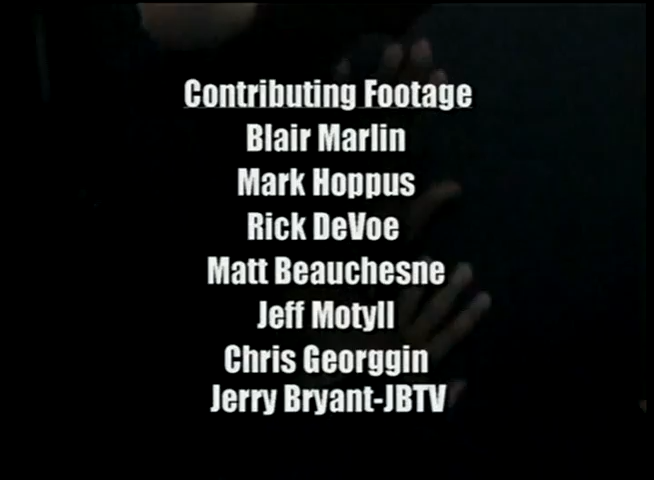 Contributing Footage
Blair Marlin
Mark Hoppus
Rick DeVoe
Matt Beauchesne
Jeff Motyll
Chris Georggin
Jerry Bryant-JBTV